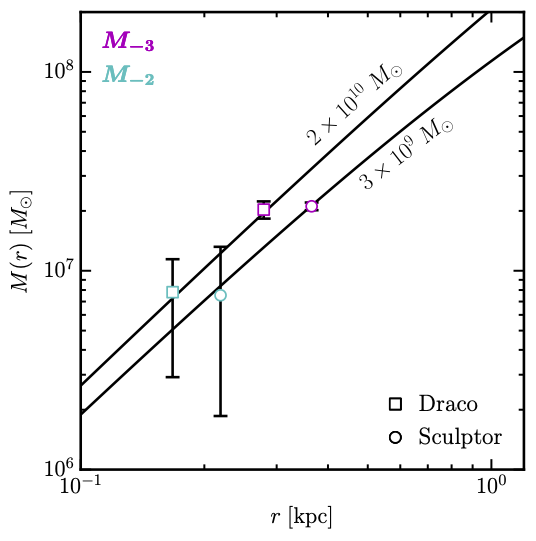 M₋₃
M₋₂
2 × 10¹⁰ M⊙
3 × 10⁹ M⊙
10⁸
10⁷
10⁶
M(r) [M⊙]
Draco
Sculptor
10⁻¹
10⁰
r [kpc]